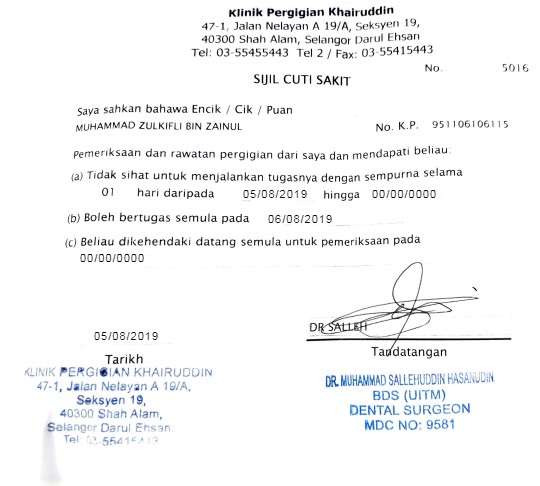 Klinik Pergigian Khairuddin
47-1, Jalan Nelayan A 19/A, Seksyen 19,
40300 Shah Alam, Selangor Darul Ehsan
Tel: 03-55455443 Tel 2 / Fax: 03-55415443
No. 5016
SIJIL CUTI SAKIT
Saya sahkan bahawa Encik / Cik / Puan
MUHAMMAD ZULKIFLI BIN ZAINUL No. K.P. 951106106115
Pemeriksaan dan rawatan pergigian dari saya dan mendapati beliau:
(a) Tidak sihat untuk menjalankan tugasnya dengan sempurna selama
01 hari daripada 05/08/2019 hingga 00/00/0000
(b) Boleh bertugas semula pada 06/08/2019
(c) Beliau dikehendaki datang semula untuk pemeriksaan pada
00/00/0000
DR SALLEH
05/08/2019
Tarikh
Tandatangan
KLINIK PERGIGIAN KHAIRUDDIN
47-1, Jalan Nelayan A 19/A,
Seksyen 19,
40300 Shah Alam,
Selangor Darul Ehsan.
Tel: 03-55415443
DR. MUHAMMAD SALLEHUDDIN HASANUDIN
BDS (UITM)
DENTAL SURGEON
MDC NO: 9581